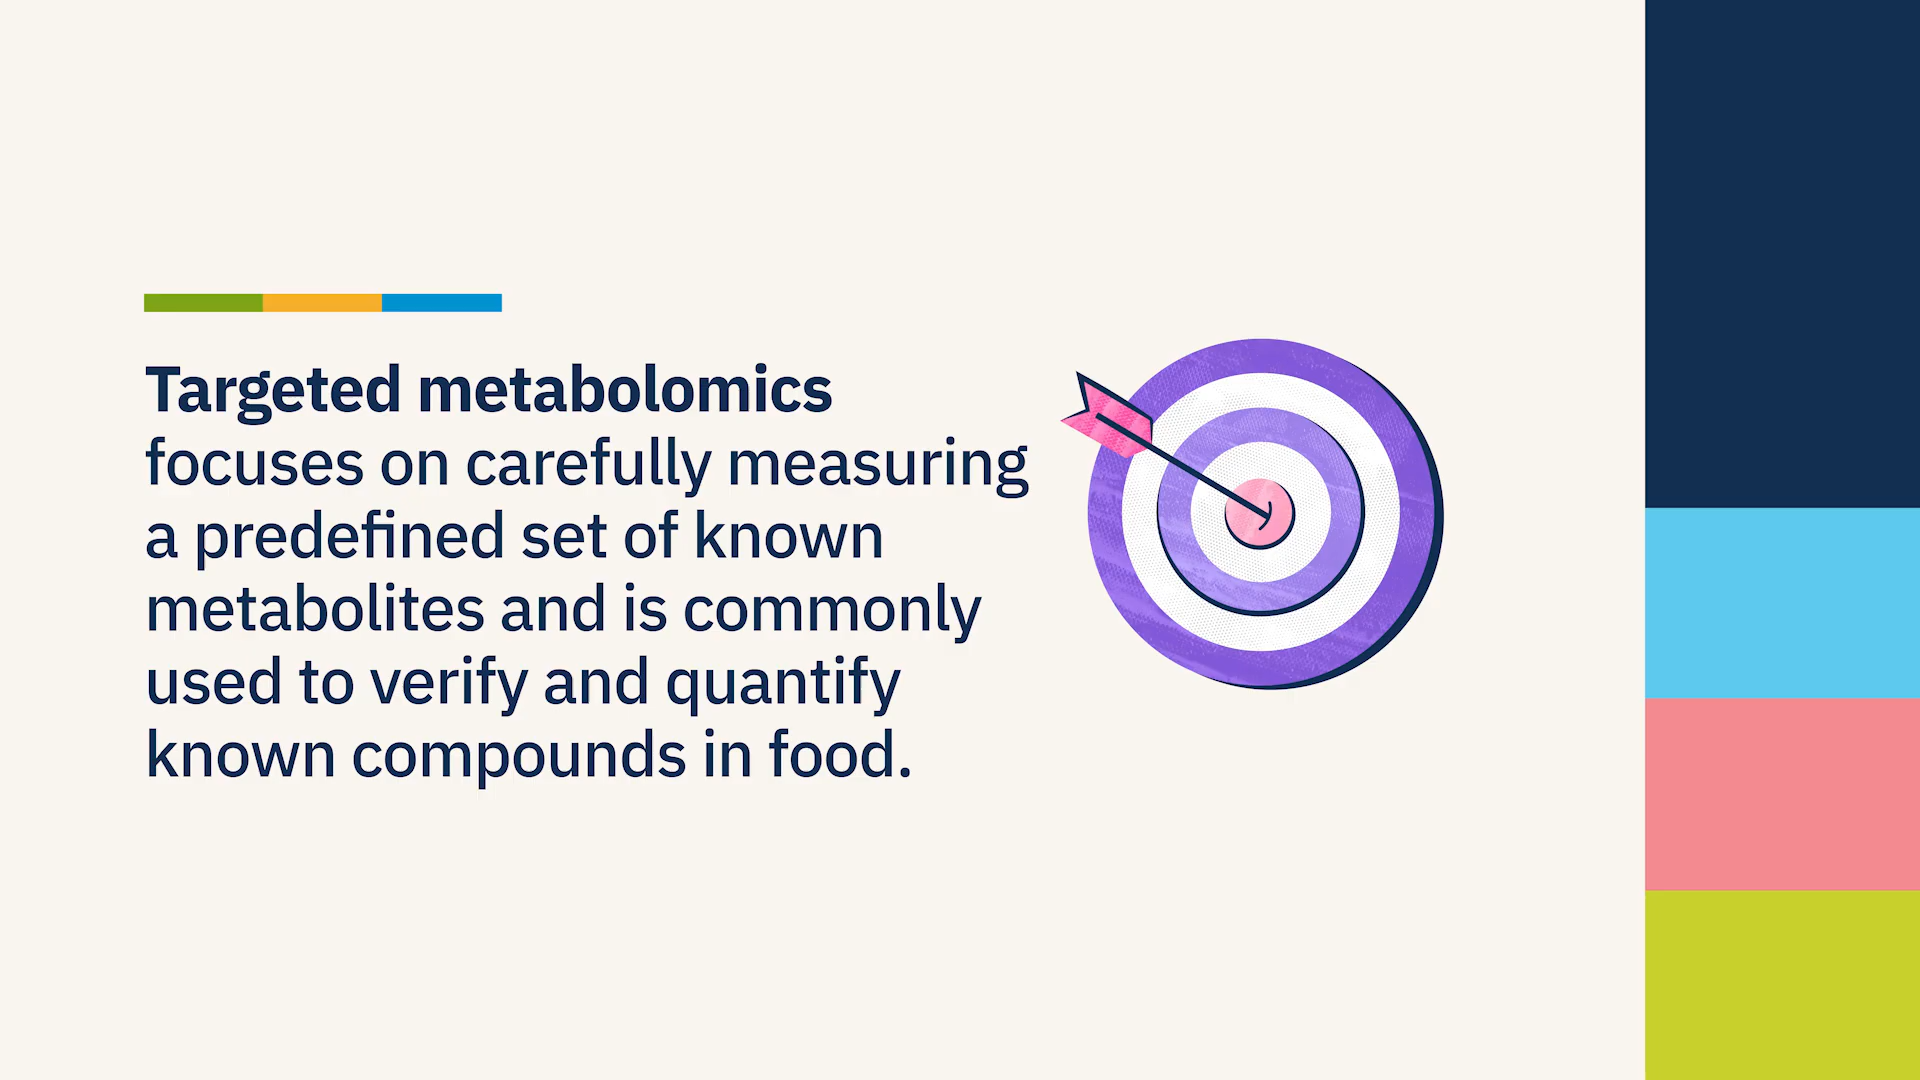 Targeted metabolomics
focuses on carefully measuring
a predefined set of known
metabolites and is commonly
used to verify and quantify
known compounds in food.